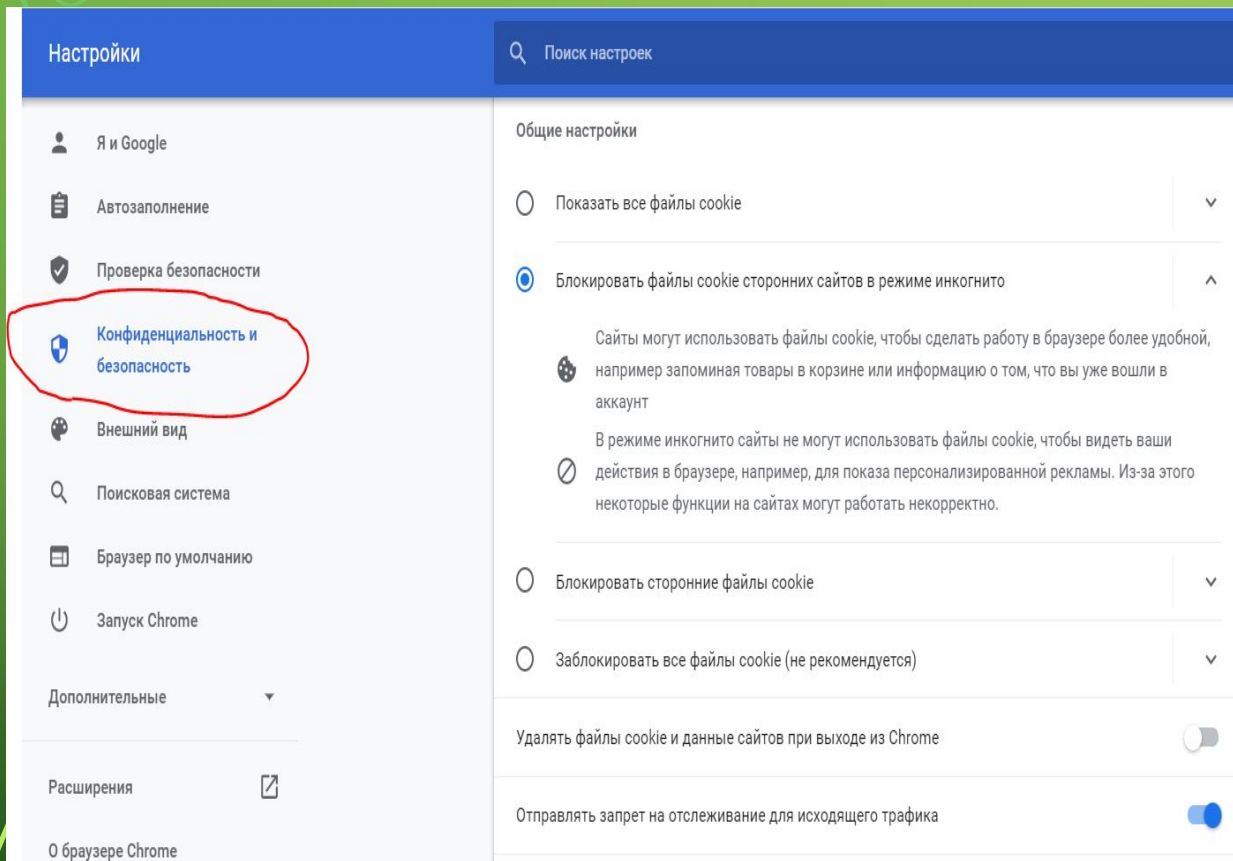 Настройки
Поиск настроек
Я и Google
Автозаполнение
Проверка безопасности
Конфиденциальность и
безопасность
Внешний вид
Поисковая система
Браузер по умолчанию
Запуск Chrome
Дополнительные
Расширения
О браузере Chrome
Общие настройки
Показать все файлы cookie
Блокировать файлы cookie сторонних сайтов в режиме инкогнито
Сайты могут использовать файлы cookie, чтобы сделать работу в браузере более удобной,
например запоминая товары в корзине или информацию о том, что вы уже вошли в
аккаунт
В режиме инкогнито сайты не могут использовать файлы cookie, чтобы видеть ваши
действия в браузере, например, для показа персонализированной рекламы. Из-за этого
некоторые функции на сайтах могут работать некорректно.
Блокировать сторонние файлы cookie
Заблокировать все файлы cookie (не рекомендуется)
Удалять файлы cookie и данные сайтов при выходе из Chrome
Отправлять запрет на отслеживание для исходящего трафика